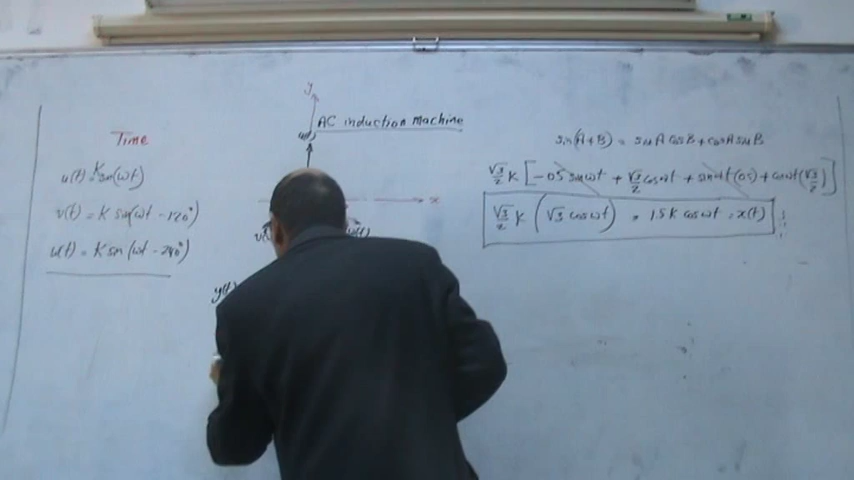 y
AC induction machine
Time
sin(A+B) = sinA CosB + cosA sinB
u(t) = K sin(ωt)
√3/2 K [ -0.5 sinωt + √3/2 cosωt + sinωt (0.5) + cosωt (√3/2) ]
x
v(t) = K sin(ωt - 120°)
√3/2 K ( √3 cosωt ) = 1.5 K cosωt = x(t)
ω(t) = K sin(ωt - 240°)
y(t)